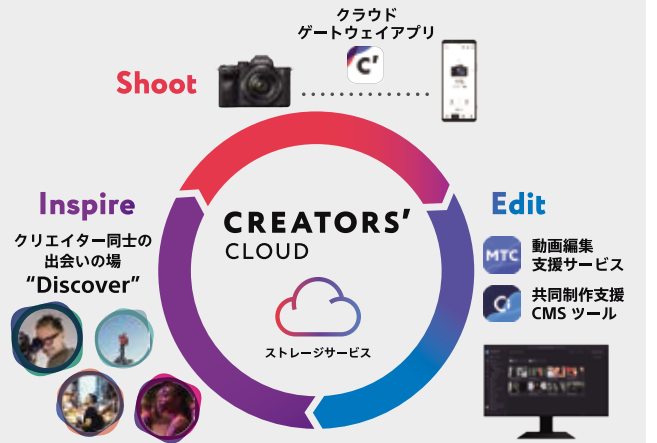 クラウド
ゲートウェイアプリ
C'
Shoot
Inspire
クリエイター同士の
出会いの場
“Discover”
CREATORS'
CLOUD
ストレージサービス
Edit
MTC
動画編集
支援サービス
Ci
共同制作支援
CMS ツール